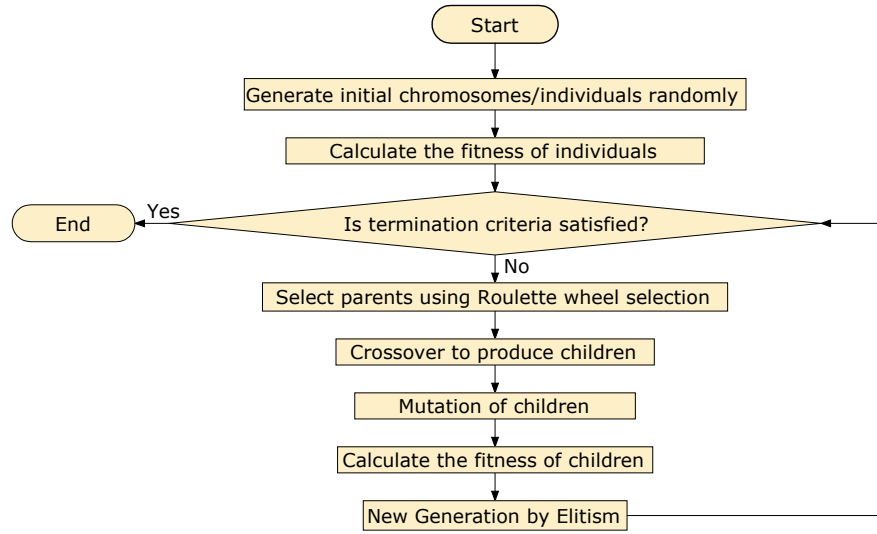 Start
Generate initial chromosomes/individuals randomly
Calculate the fitness of individuals
Is termination criteria satisfied?
Yes
End
No
Select parents using Roulette wheel selection
Crossover to produce children
Mutation of children
Calculate the fitness of children
New Generation by Elitism